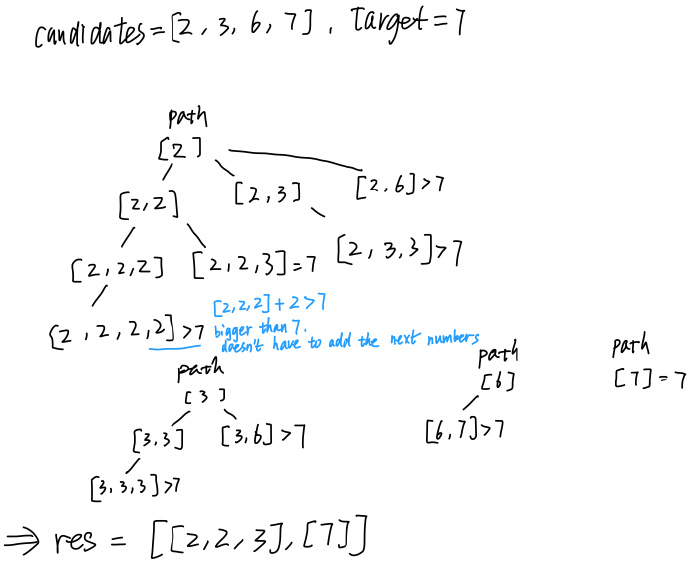 candidates=[2,3,6,7], Target=7
path
[2]
[2,2] [2,3] [2,6]>7
[2,2,2] [2,2,3]=7 [2,3,3]>7
[2,2,2,2]>7 [2,2,2]+2>7
bigger than 7.
doesn't have to add the next numbers
path path path
[3] [6] [7]=7
[3,3] [3,6]>7 [6,7]>7
[3,3,3]>7
⇒ res = [[2,2,3],[7]]